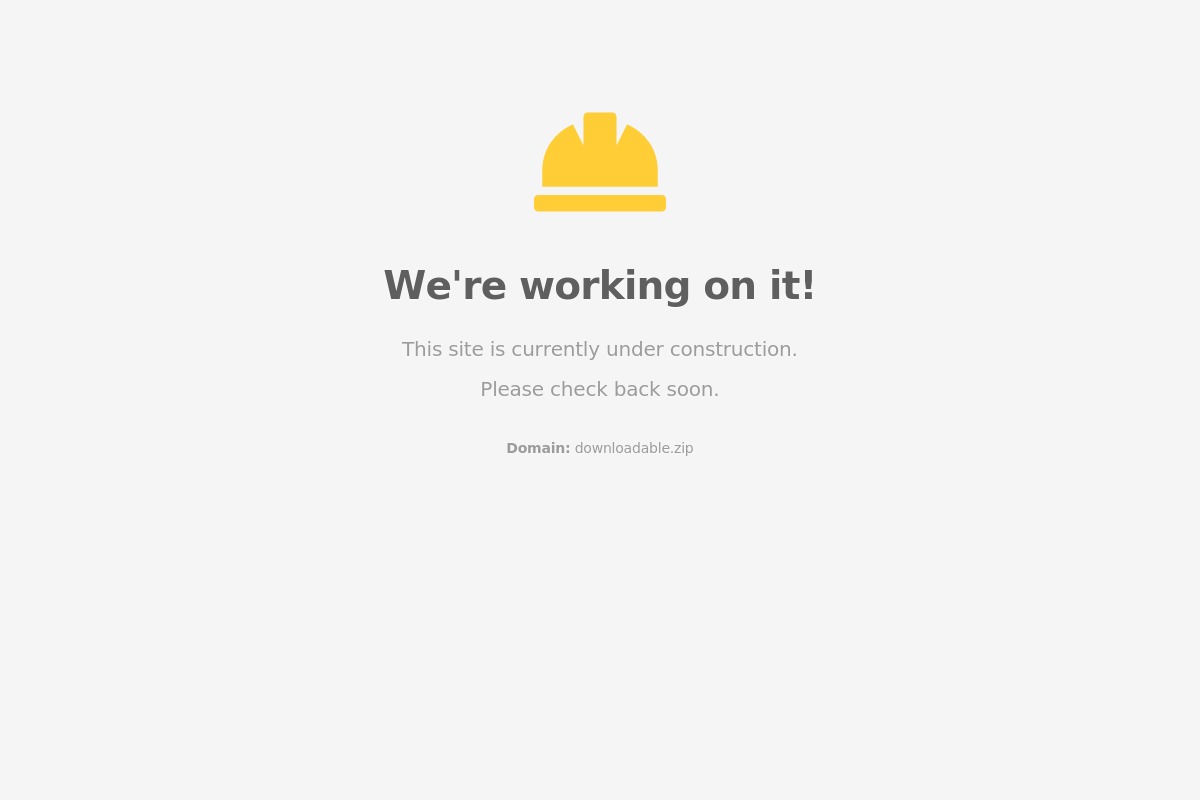 We're working on it!
This site is currently under construction.
Please check back soon.
Domain: downloadable.zip